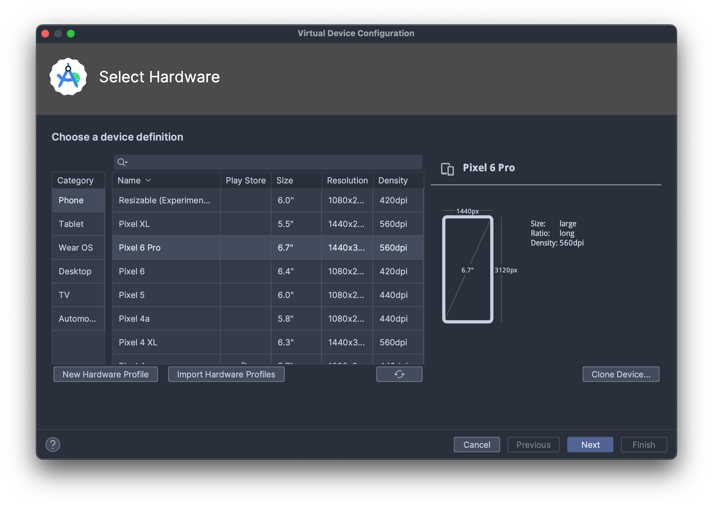 Virtual Device Configuration
Select Hardware
Choose a device definition
Category
Phone
Tablet
Wear OS
Desktop
TV
Automo...
Name Play Store Size Resolution Density
Resizable (Experimen... 6.0" 1080x2... 420dpi
Pixel XL 5.5" 1440x2... 560dpi
Pixel 6 Pro 6.7" 1440x3... 560dpi
Pixel 6 6.4" 1080x2... 420dpi
Pixel 5 6.0" 1080x2... 440dpi
Pixel 4a 5.8" 1080x2... 440dpi
Pixel 4 XL 6.3" 1440x3... 560dpi
New Hardware Profile
Import Hardware Profiles
Pixel 6 Pro
1440px
6.7"
3120px
Size: large
Ratio: long
Density: 560dpi
Clone Device...
?
Cancel
Previous
Next
Finish